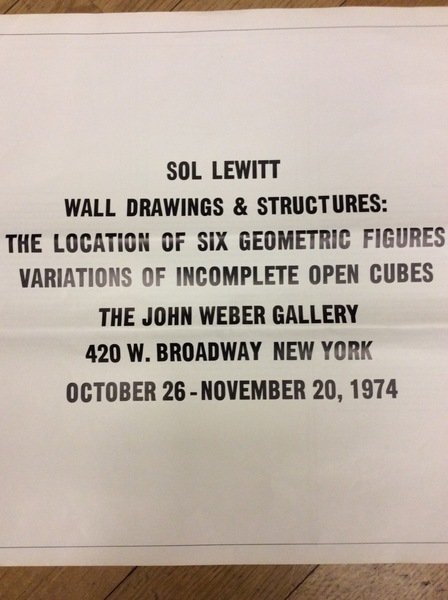 SOL LEWITT
WALL DRAWINGS & STRUCTURES:
THE LOCATION OF SIX GEOMETRIC FIGURES
VARIATIONS OF INCOMPLETE OPEN CUBES
THE JOHN WEBER GALLERY
420 W. BROADWAY NEW YORK
OCTOBER 26-NOVEMBER 20, 1974